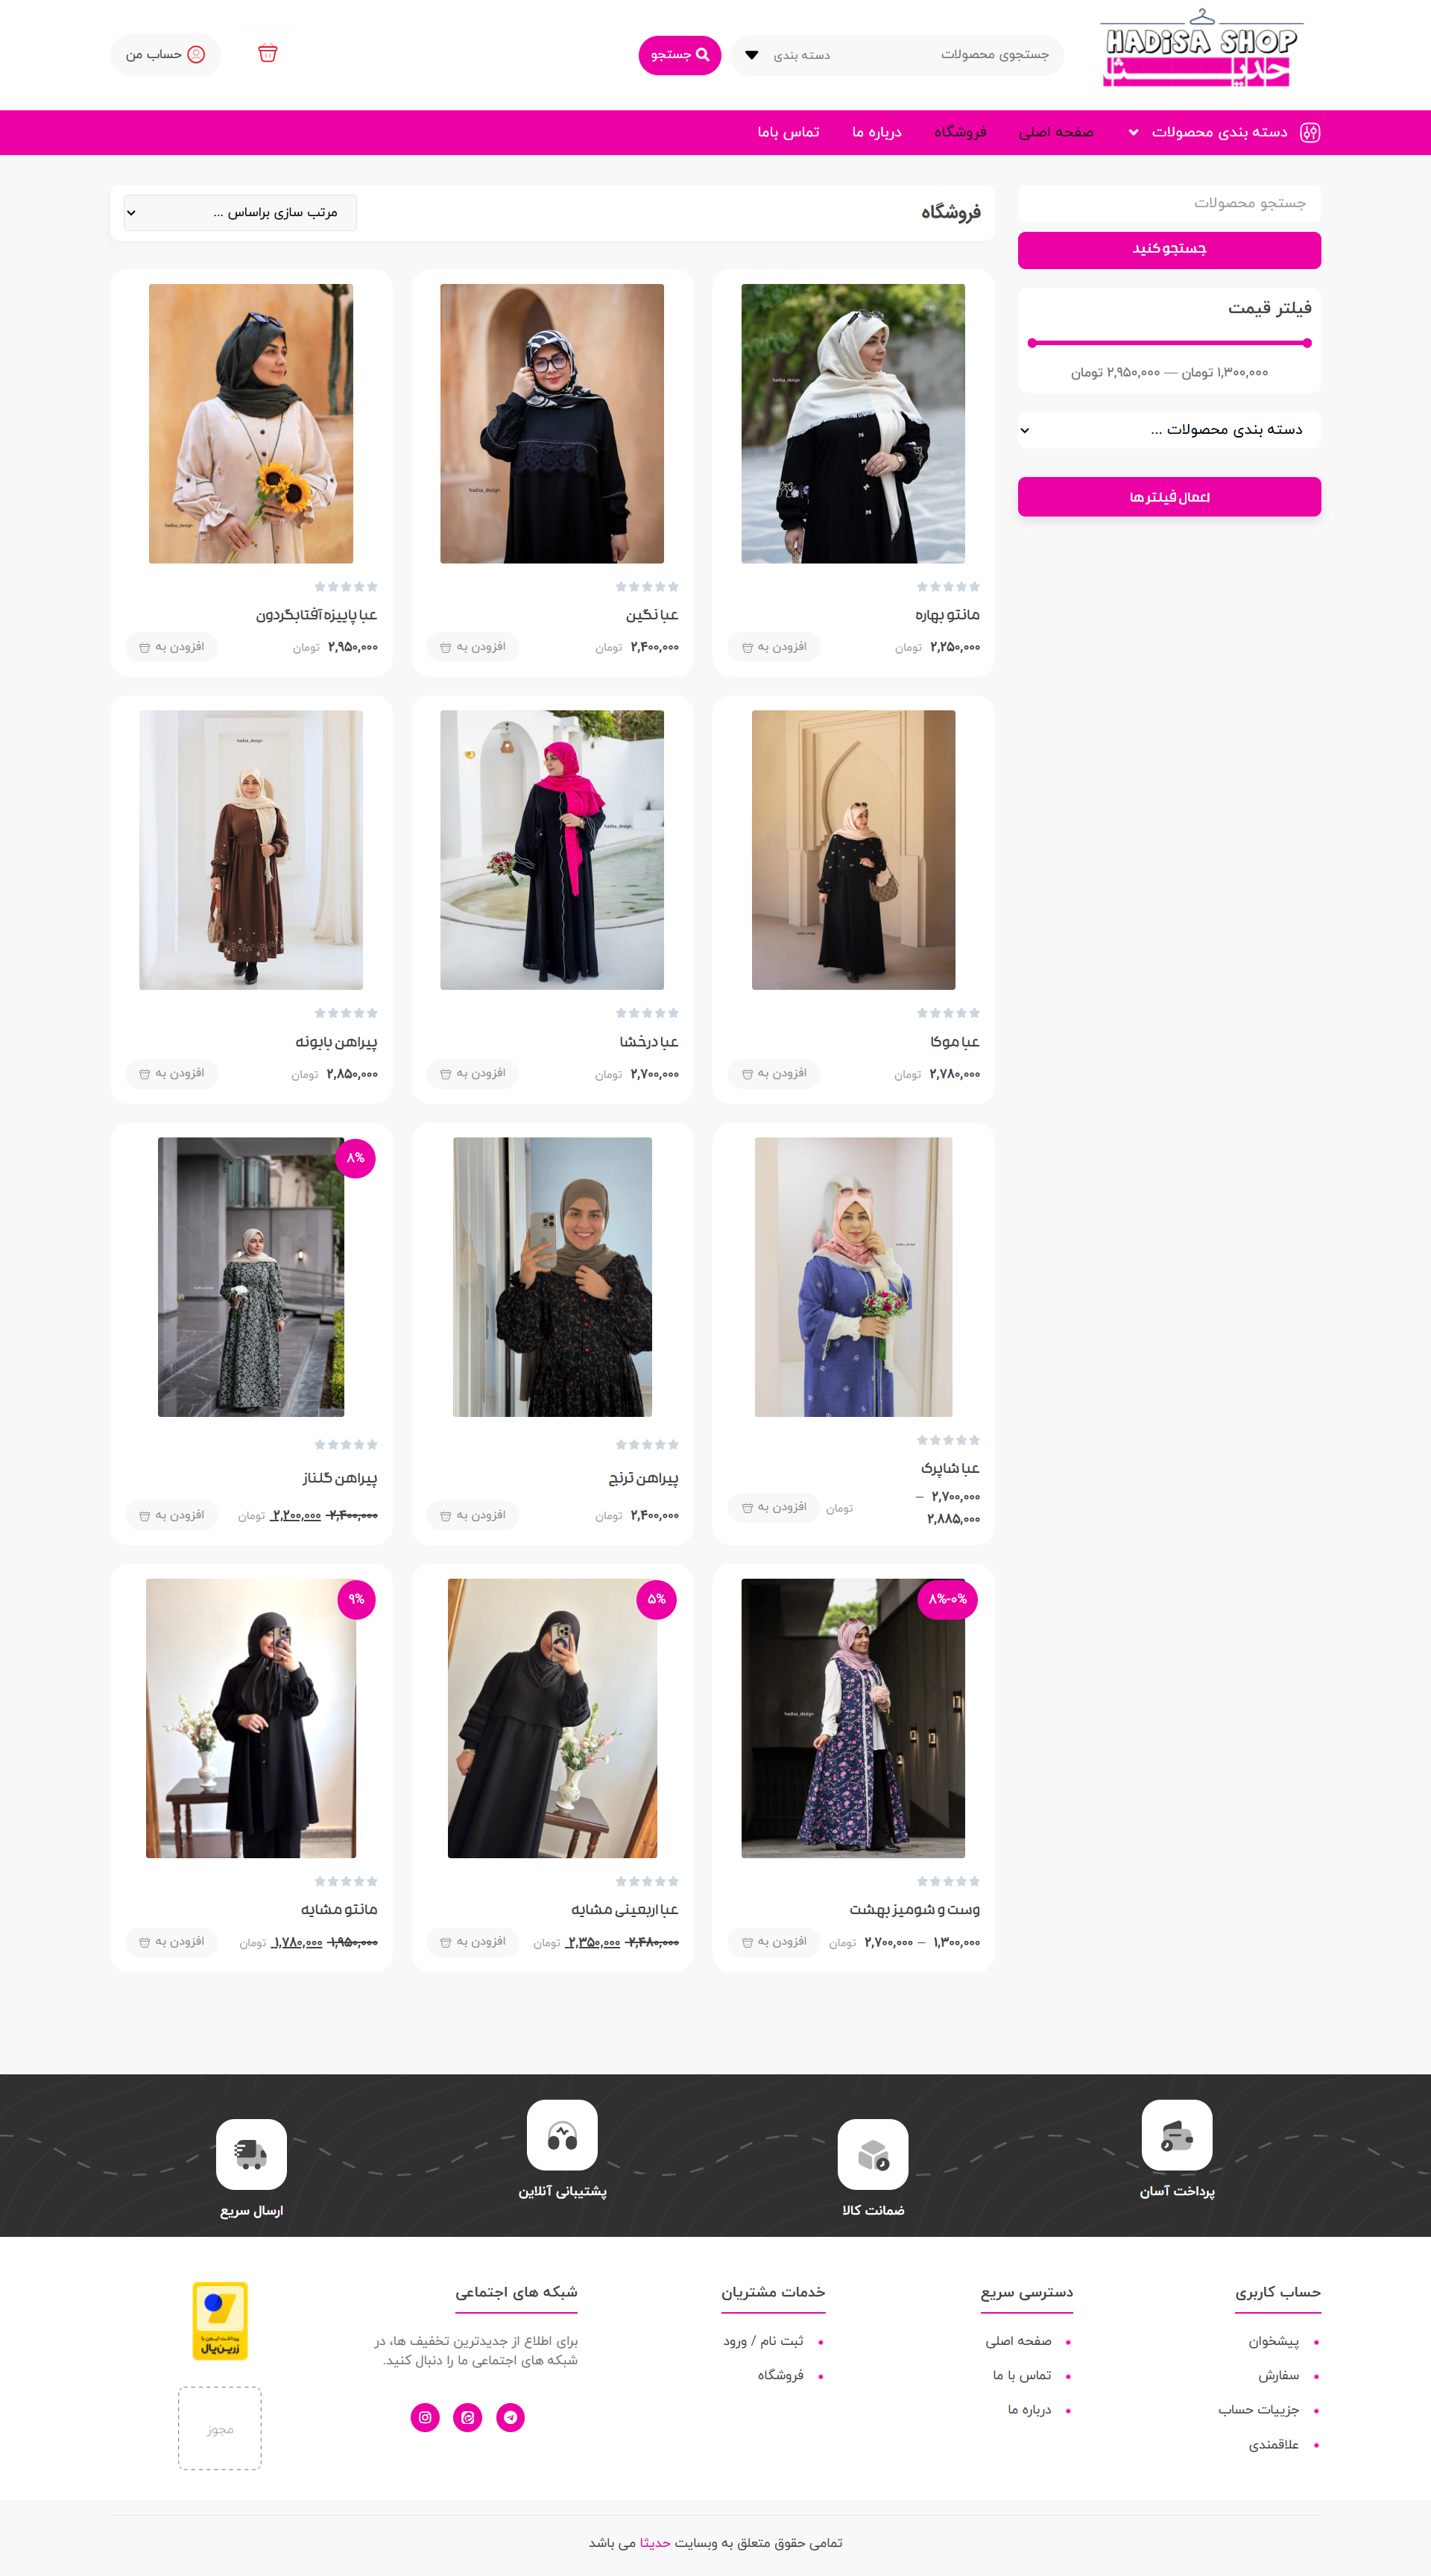 HADISA SHOP
حدیثا
جستجوی محصولات
دسته بندی
جستجو
حساب من
دسته بندی محصولات
صفحه اصلی
فروشگاه
درباره ما
تماس باما
جستجو محصولات
جستجو کنید
فیلتر قیمت
۱,۳۰۰,۰۰۰ تومان — ۲,۹۵۰,۰۰۰ تومان
دسته بندی محصولات ...
اعمال فیلتر ها
فروشگاه
مرتب سازی براساس ...
hadisa_design
مانتو بهاره
۲,۲۵۰,۰۰۰ تومان
افزودن به
hadisa_design
عبا نگین
۲,۴۰۰,۰۰۰ تومان
افزودن به
hadisa_design
عبا پاییزه آفتابگردون
۲,۹۵۰,۰۰۰ تومان
افزودن به
hadisa_design
عبا موکا
۲,۷۸۰,۰۰۰ تومان
افزودن به
hadisa_design
عبا درخشا
۲,۷۰۰,۰۰۰ تومان
افزودن به
hadisa_design
پیراهن بابونه
۲,۸۵۰,۰۰۰ تومان
افزودن به
hadisa_design
عبا شاپرک
۲,۷۰۰,۰۰۰ –
۲,۸۸۵,۰۰۰
تومان
افزودن به
پیراهن ترنج
۲,۴۰۰,۰۰۰ تومان
افزودن به
۸%
hadisa_design
پیراهن گلناز
۲,۴۰۰,۰۰۰ ۲,۲۰۰,۰۰۰ تومان
افزودن به
۸%-۰%
hadisa_design
وست و شومیز بهشت
۱,۳۰۰,۰۰۰ – ۲,۷۰۰,۰۰۰ تومان
افزودن به
۵%
عبا اربعینی مشایه
۲,۴۸۰,۰۰۰ ۲,۳۵۰,۰۰۰ تومان
افزودن به
۹%
مانتو مشایه
۱,۹۵۰,۰۰۰ ۱,۷۸۰,۰۰۰ تومان
افزودن به
پرداخت آسان
ضمانت کالا
پشتیبانی آنلاین
ارسال سریع
حساب کاربری
پیشخوان
سفارش
جزییات حساب
علاقمندی
دسترسی سریع
صفحه اصلی
تماس با ما
درباره ما
خدمات مشتریان
ثبت نام / ورود
فروشگاه
شبکه های اجتماعی
برای اطلاع از جدیدترین تخفیف ها، در
شبکه های اجتماعی ما را دنبال کنید.
پرداخت ایمن با
زرین‌پال
مجوز
تمامی حقوق متعلق به وبسایت حدیثا می باشد